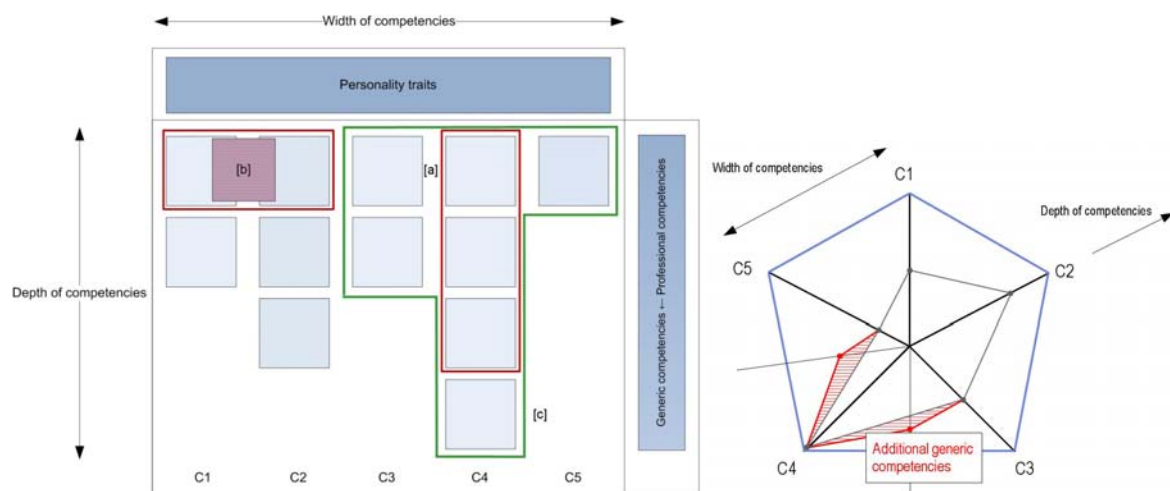 Width of competencies
Personality traits
Depth of competencies
[b]
[a]
[c]
Generic competencies ← Professional competencies
C1
C2
C3
C4
C5
Width of competencies
Depth of competencies
C1
C5
C2
C4
C3
Additional generic
competencies